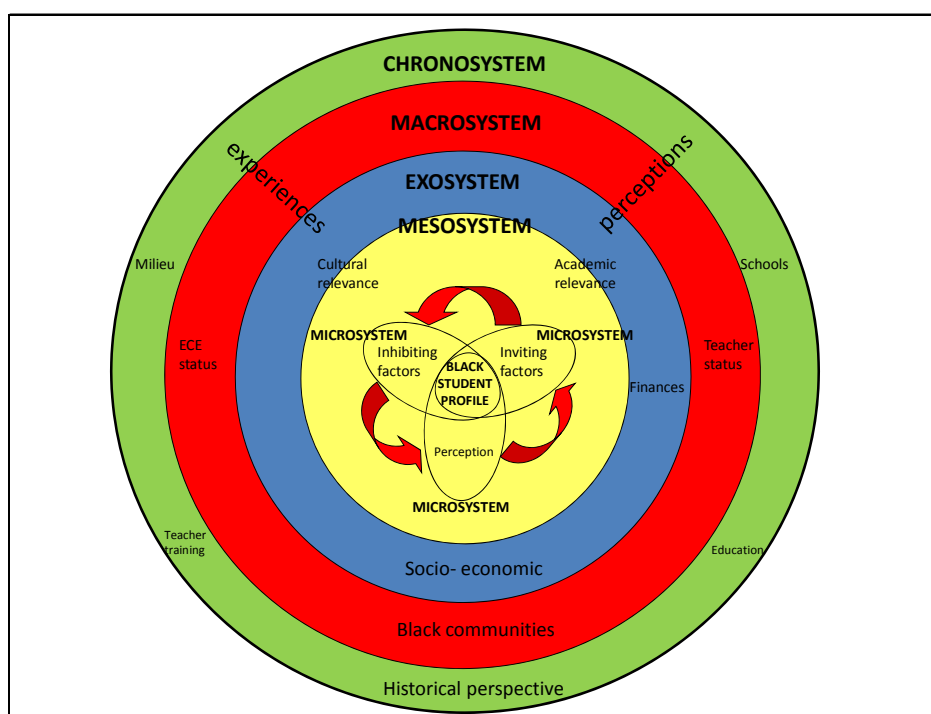 CHRONOSYSTEM
MACROSYSTEM
experiences
perceptions
EXOSYSTEM
MESOSYSTEM
Milieu
Cultural
relevance
Academic
relevance
Schools
MICROSYSTEM
MICROSYSTEM
ECE
status
Inhibiting
factors
Inviting
factors
Teacher
status
BLACK
STUDENT
PROFILE
Finances
Perception
MICROSYSTEM
Teacher
training
Education
Socio- economic
Black communities
Historical perspective